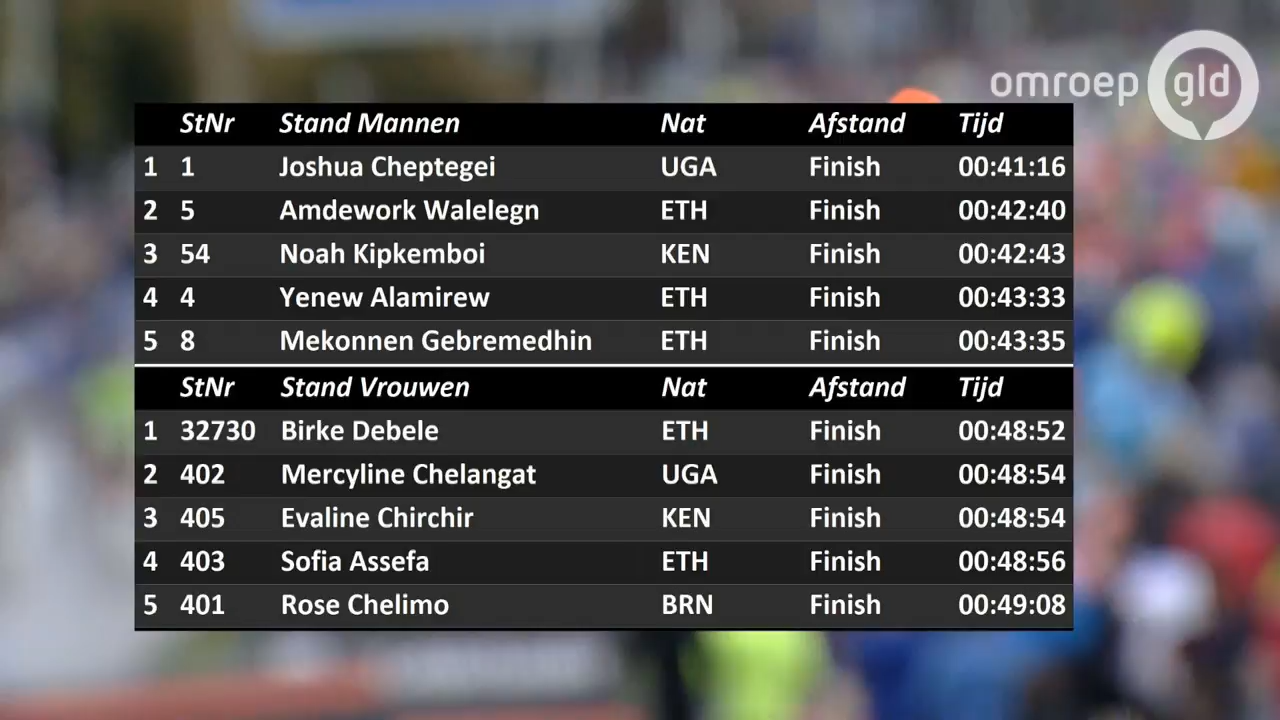 omroep gld
StNr Stand Mannen Nat Afstand Tijd
1 1 Joshua Cheptegei UGA Finish 00:41:16
2 5 Amdework Walelegn ETH Finish 00:42:40
3 54 Noah Kipkemboi KEN Finish 00:42:43
4 4 Yenew Alamirew ETH Finish 00:43:33
5 8 Mekonnen Gebremedhin ETH Finish 00:43:35
StNr Stand Vrouwen Nat Afstand Tijd
1 32730 Birke Debele ETH Finish 00:48:52
2 402 Mercyline Chelangat UGA Finish 00:48:54
3 405 Evaline Chirchir KEN Finish 00:48:54
4 403 Sofia Assefa ETH Finish 00:48:56
5 401 Rose Chelimo BRN Finish 00:49:08